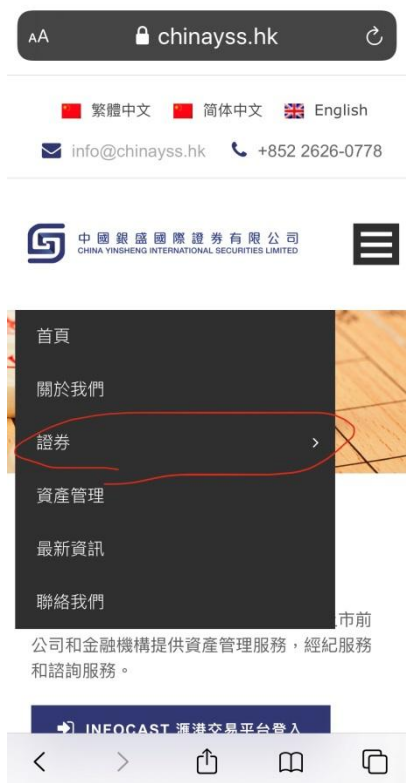 AA chinayss.hk
繁體中文 简体中文 English
info@chinayss.hk +852 2626-0778
中國銀盛國際證券有限公司
CHINA YINSHENG INTERNATIONAL SECURITIES LIMITED
首頁
關於我們
證券
資產管理
最新資訊
聯絡我們
市前
公司和金融機構提供資產管理服務，經紀服務
和諮詢服務。
INFOCAST 滙港交易平台登入